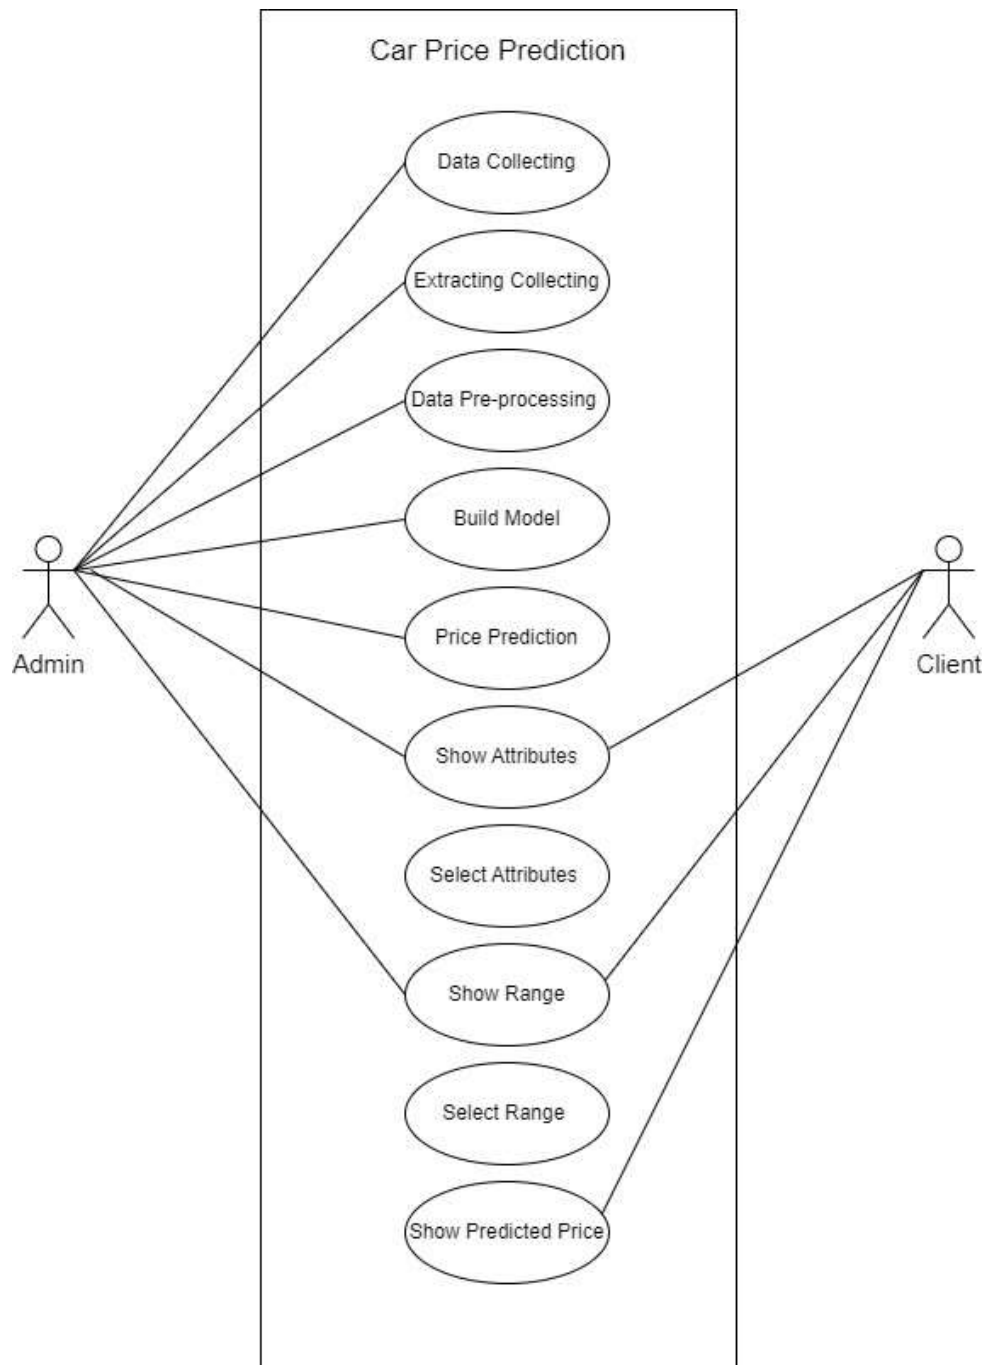 Car Price Prediction
Data Collecting
Extracting Collecting
Data Pre-processing
Build Model
Price Prediction
Admin
Client
Show Attributes
Select Attributes
Show Range
Select Range
Show Predicted Price